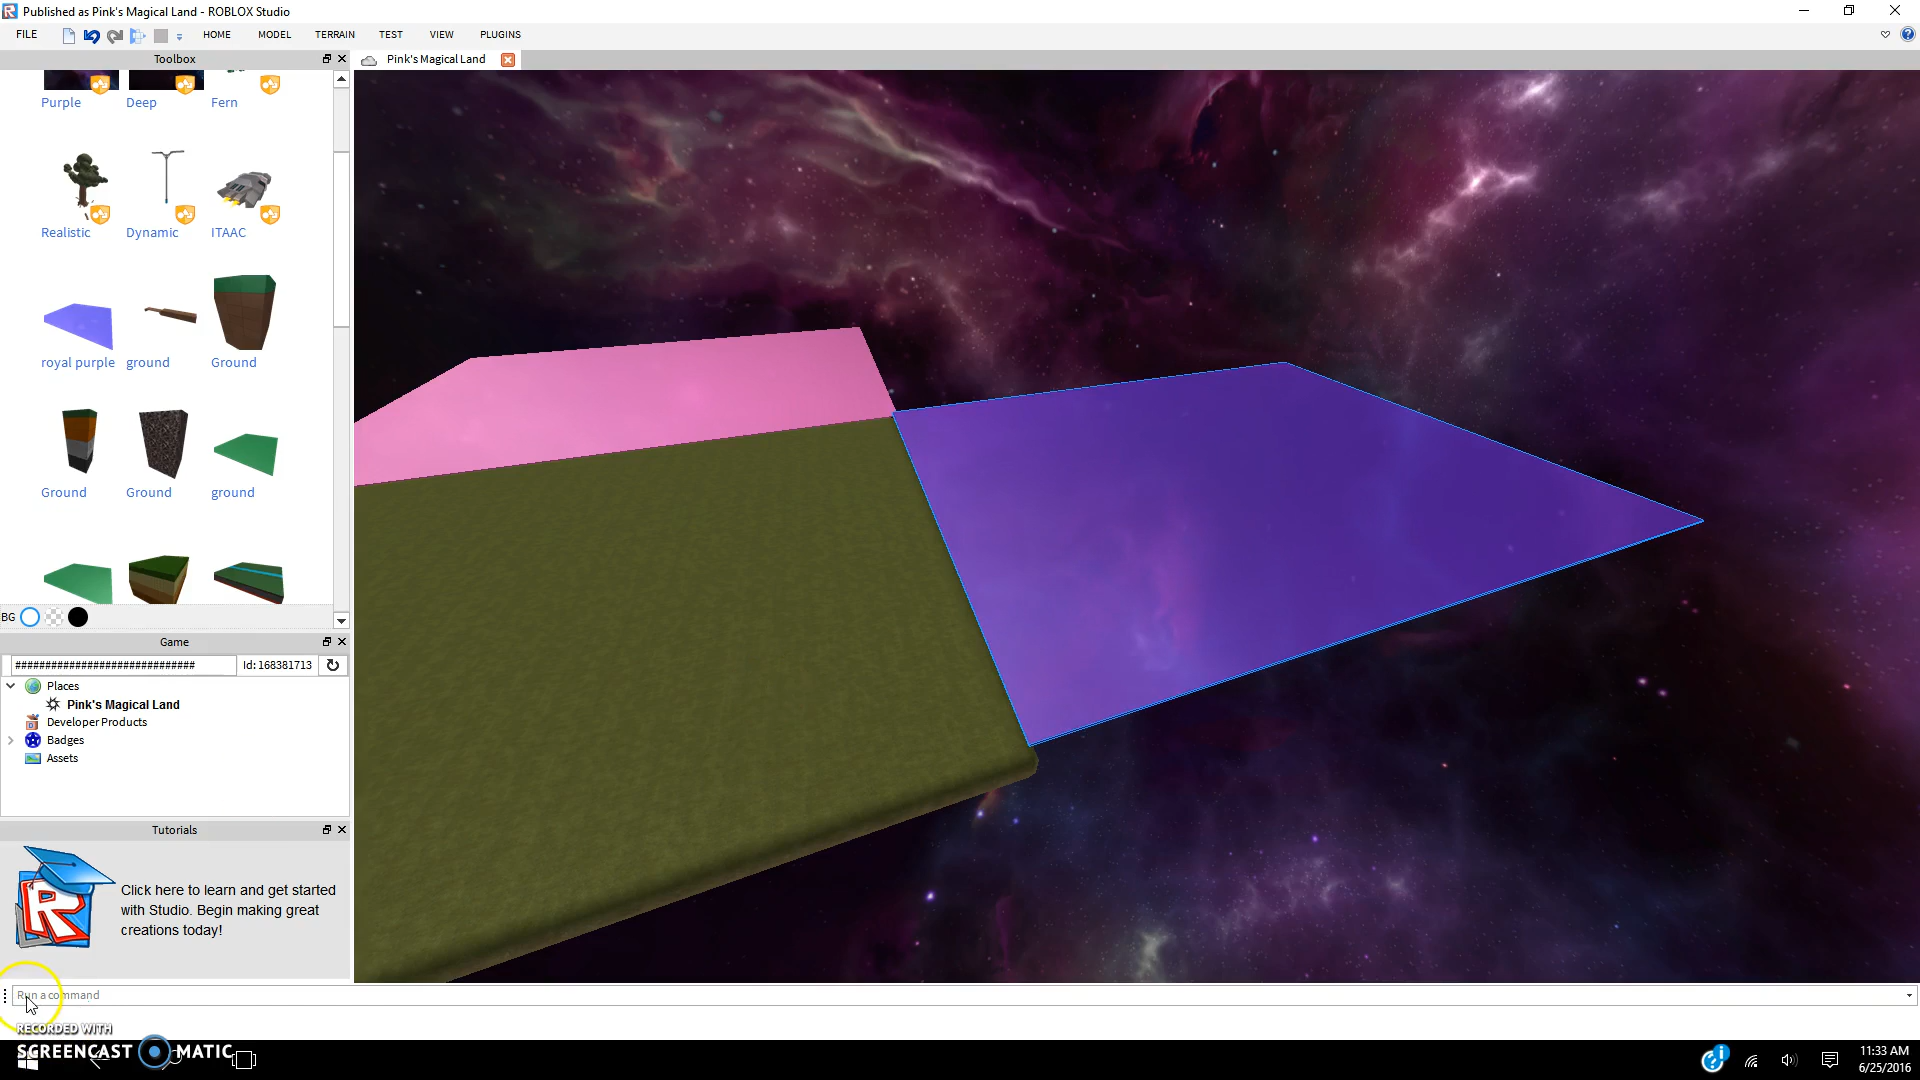 Published as Pink's Magical Land - ROBLOX Studio
FILE HOME MODEL TERRAIN TEST VIEW PLUGINS
Toolbox
Pink's Magical Land
Purple Deep Fern
Realistic Dynamic ITAAC
royal purple ground Ground
Ground Ground ground
BG
Game
############################## Id: 168381713
Places
Pink's Magical Land
Developer Products
Badges
Assets
Tutorials
Click here to learn and get started
with Studio. Begin making great
creations today!
Run a command
RECORDED WITH
SCREENCAST MATIC
11:33 AM
6/25/2016